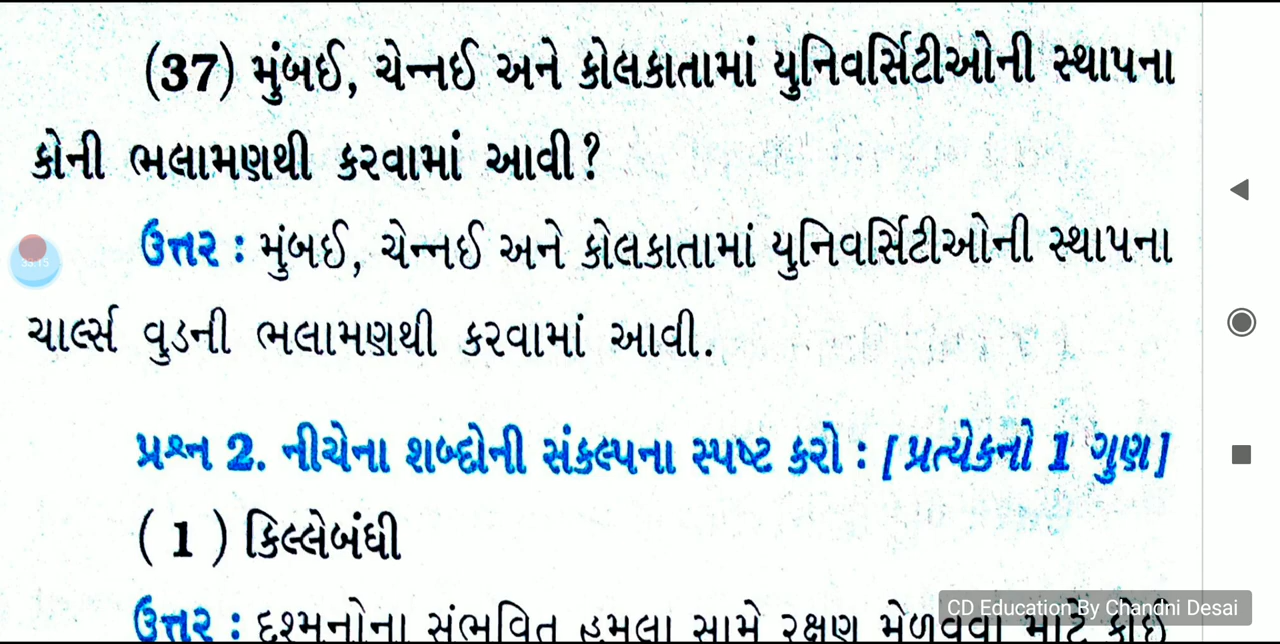 (37) મુંબઈ, ચેન્નઈ અને કોલકાતામાં યુનિવર્સિટીઓની સ્થાપના
કોની ભલામણથી કરવામાં આવી?
ઉત્તર : મુંબઈ, ચેન્નઈ અને કોલકાતામાં યુનિવર્સિટીઓની સ્થાપના
ચાર્લ્સ વુડની ભલામણથી કરવામાં આવી.
પ્રશ્ન 2. નીચેના શબ્દોની સંકલ્પના સ્પષ્ટ કરો : [પ્રત્યેકનો 1 ગુણ]
( 1 ) કિલ્લેબંધી
ઉત્તર : દુશ્મનોના સંભવિત હુમલા સામે રક્ષણ મેળવવા માટે કોઈ
CD Education By Chandni Desai